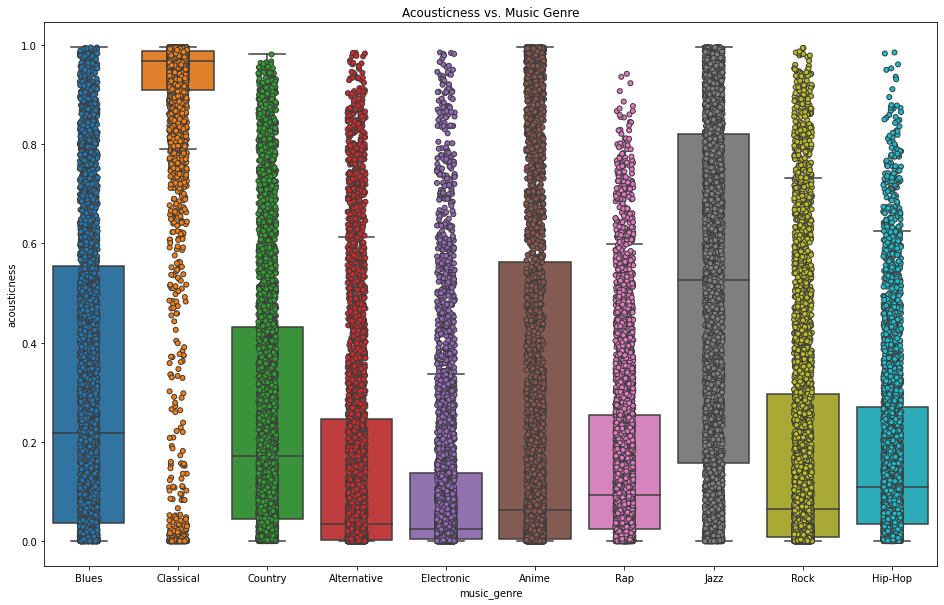 Acousticness vs. Music Genre
acousticness
1.0
0.8
0.6
0.4
0.2
0.0
Blues Classical Country Alternative Electronic Anime Rap Jazz Rock Hip-Hop
music_genre